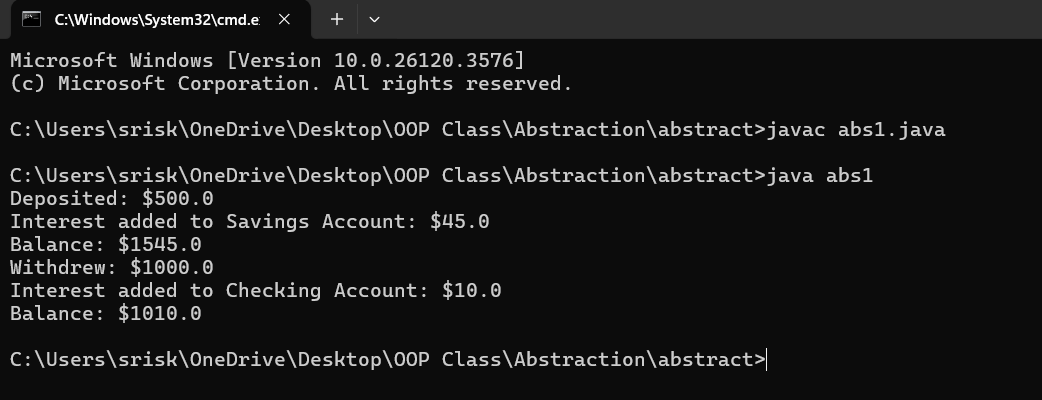 C:\Windows\System32\cmd.e
Microsoft Windows [Version 10.0.26120.3576]
(c) Microsoft Corporation. All rights reserved.
C:\Users\srisk\OneDrive\Desktop\OOP Class\Abstraction\abstract>javac abs1.java
C:\Users\srisk\OneDrive\Desktop\OOP Class\Abstraction\abstract>java abs1
Deposited: $500.0
Interest added to Savings Account: $45.0
Balance: $1545.0
Withdrew: $1000.0
Interest added to Checking Account: $10.0
Balance: $1010.0
C:\Users\srisk\OneDrive\Desktop\OOP Class\Abstraction\abstract>